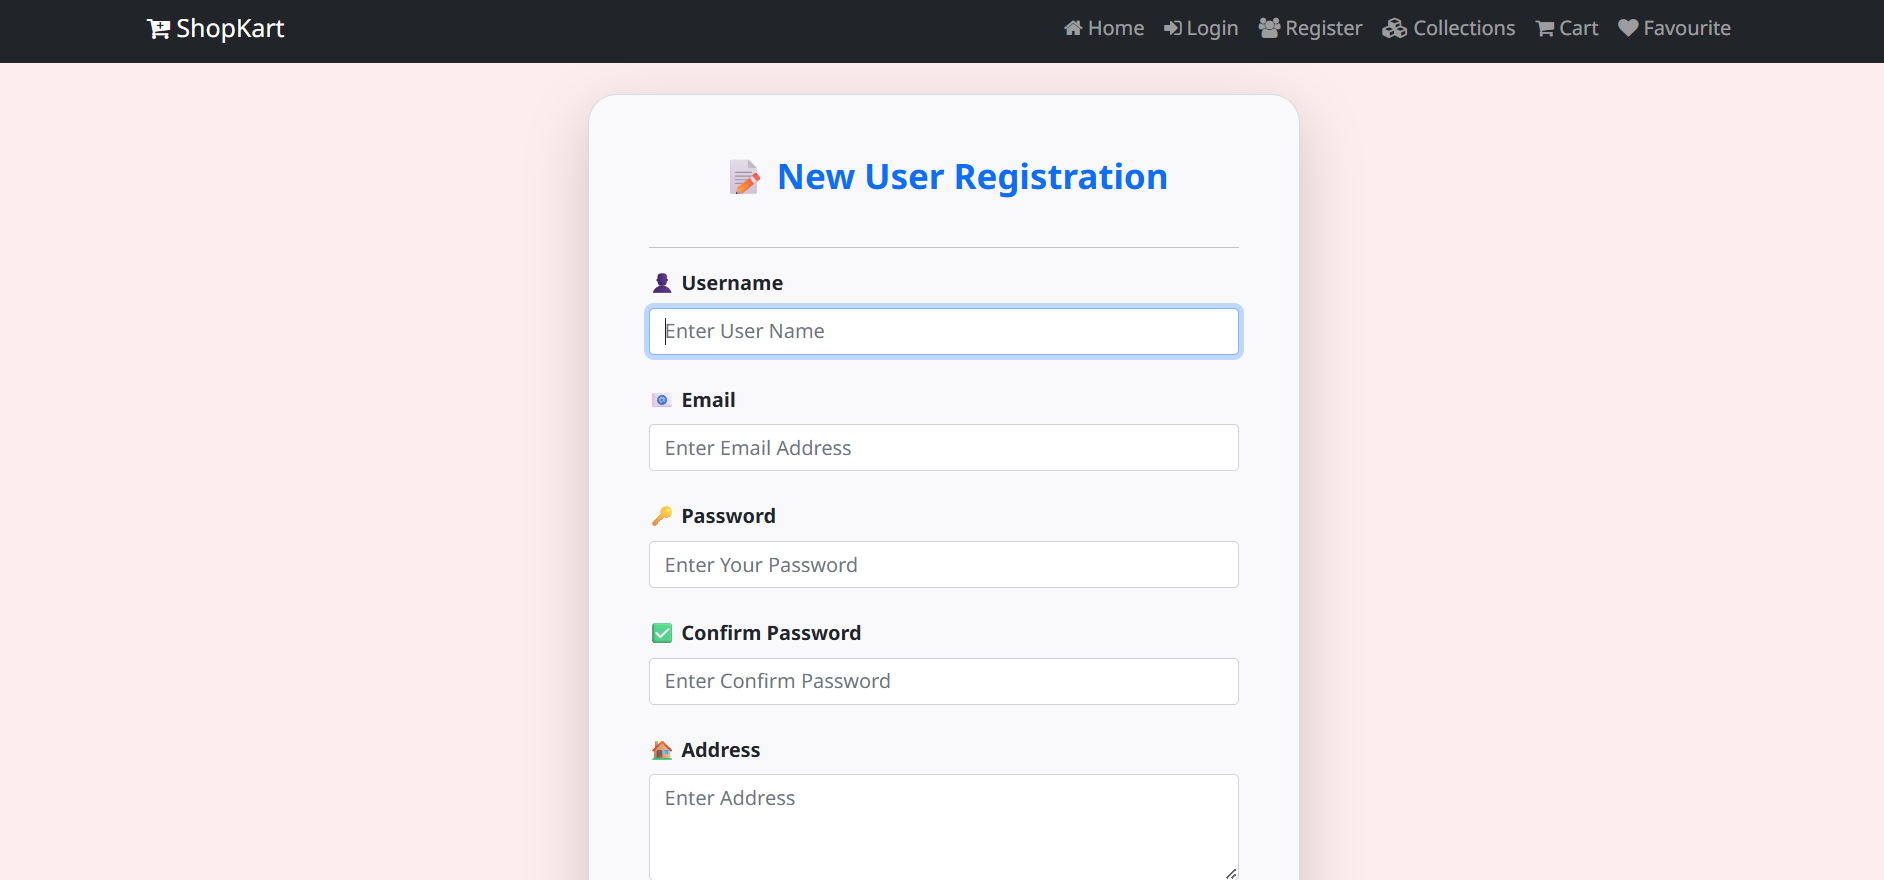 ShopKart Home Login Register Collections Cart Favourite
New User Registration
Username
Enter User Name
Email
Enter Email Address
Password
Enter Your Password
Confirm Password
Enter Confirm Password
Address
Enter Address